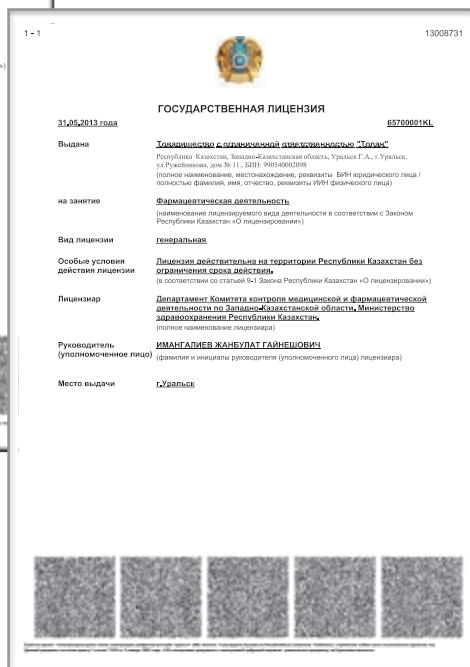 1 - 1
13008731
ГОСУДАРСТВЕННАЯ ЛИЦЕНЗИЯ
31.05.2013 года
65700001KL
Выдана
Товарищество с ограниченной ответственностью "Толан"
Республика Казахстан, Западно-Казахстанская область, Уральск Г.А., г.Уральск,
ул.Ружейникова, дом № 11., БИН: 990540002098
(полное наименование, местонахождение, реквизиты БИН юридического лица /
полностью фамилия, имя, отчество, реквизиты ИИН физического лица)
на занятие
Фармацевтическая деятельность
(наименование лицензируемого вида деятельности в соответствии с Законом
Республики Казахстан «О лицензировании»)
Вид лицензии
генеральная
Особые условия
действия лицензии
Лицензия действительна на территории Республики Казахстан без
ограничения срока действия.
(в соответствии со статьей 9-1 Закона Республики Казахстан «О лицензировании»)
Лицензиар
Департамент Комитета контроля медицинской и фармацевтической
деятельности по Западно-Казахстанской области. Министерство
здравоохранения Республики Казахстан.
(полное наименование лицензиара)
Руководитель
(уполномоченное лицо)
ИМАНГАЛИЕВ ЖАНБУЛАТ ГАЙНЕШОВИЧ
(фамилия и инициалы руководителя (уполномоченного лица) лицензиара)
Место выдачи
г.Уральск